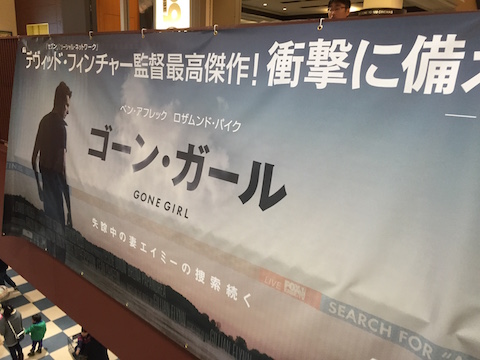 『セブン』『ソーシャル・ネットワーク』
"デヴィッド・フィンチャー監督最高傑作！衝撃に備え
ベン・アフレック ロザムンド・パイク
ゴーン・ガール
GONE GIRL
失踪中の妻エイミーの捜索続く
LIVE
SEARCH FOR "